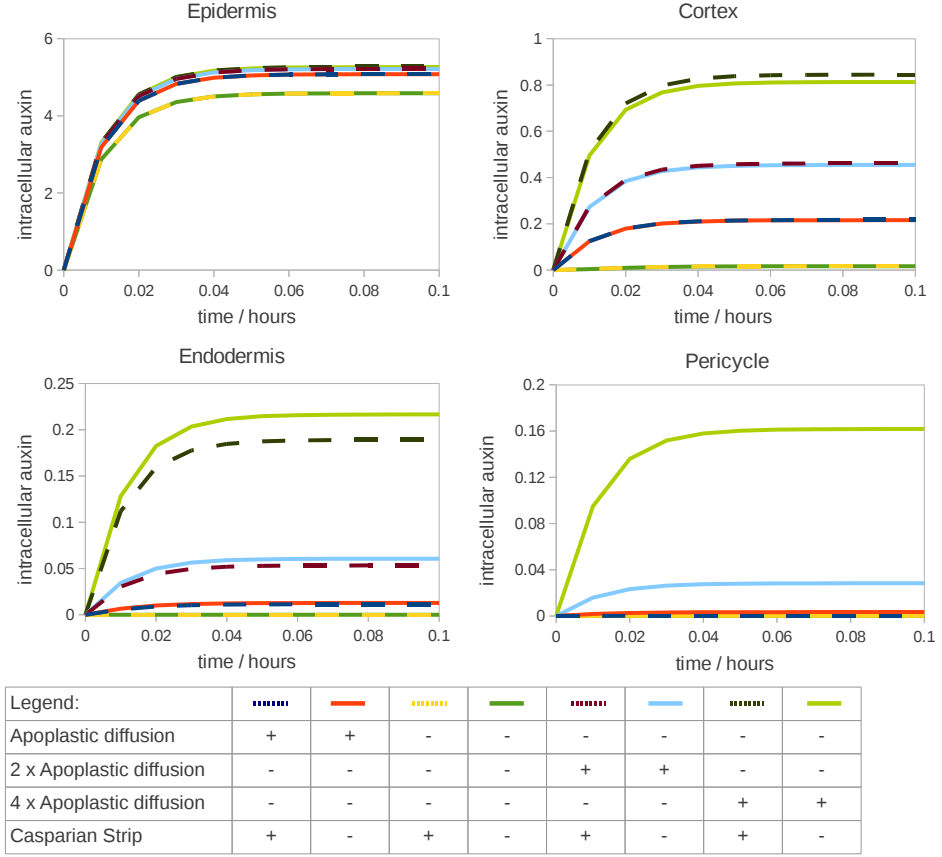 Epidermis
6
4
2
0
intracellular auxin
0 0.02 0.04 0.06 0.08 0.1
time / hours
Cortex
1
0.8
0.6
0.4
0.2
0
intracellular auxin
0 0.02 0.04 0.06 0.08 0.1
time / hours
Endodermis
0.25
0.2
0.15
0.1
0.05
0
intracellular auxin
0 0.02 0.04 0.06 0.08 0.1
time / hours
Pericycle
0.2
0.16
0.12
0.08
0.04
0
intracellular auxin
0 0.02 0.04 0.06 0.08 0.1
time / hours
Legend:
Apoplastic diffusion + + - - - - - -
2 x Apoplastic diffusion - - - - + + - -
4 x Apoplastic diffusion - - - - - - + +
Casparian Strip + - + - + - + -